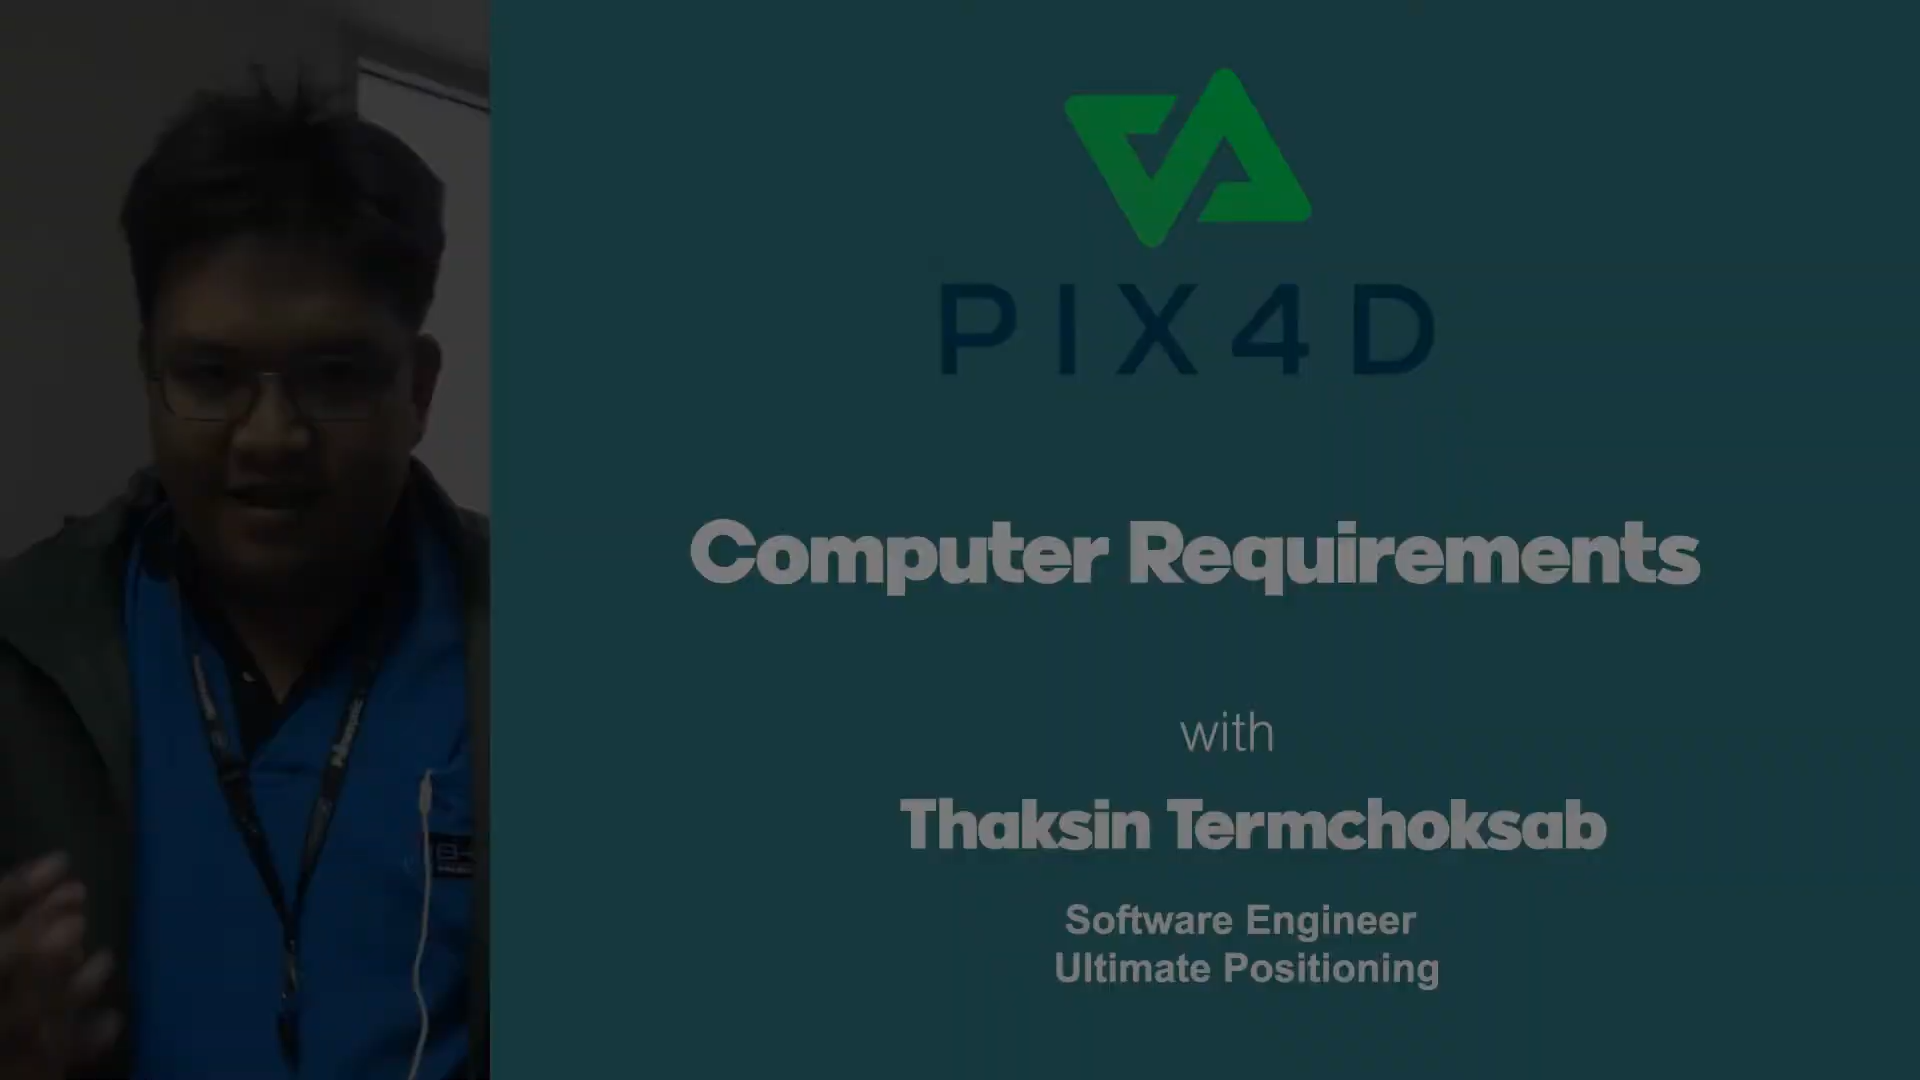 PIX4D
Computer Requirements
with
Thaksin Termchoksab
Software Engineer
Ultimate Positioning